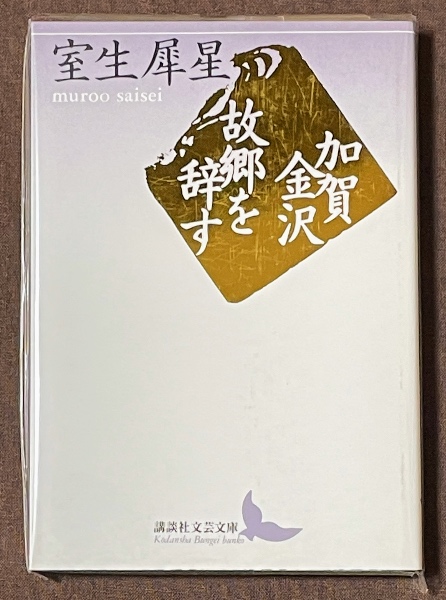 室生犀星
muroo saisei
加賀
金沢
故郷を
辞す
講談社文芸文庫
Kodansha Bungei bunko